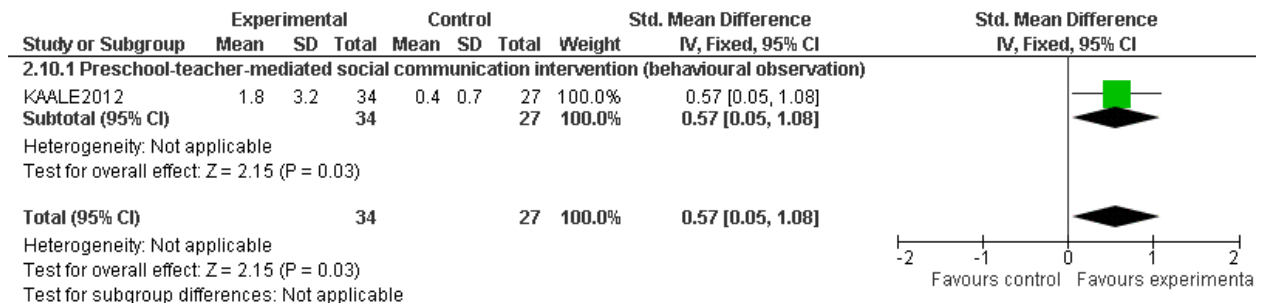 Experimental Control Std. Mean Difference Std. Mean Difference
Study or Subgroup Mean SD Total Mean SD Total Weight IV, Fixed, 95% CI IV, Fixed, 95% CI
2.10.1 Preschool-teacher-mediated social communication intervention (behavioural observation)
KAALE2012 1.8 3.2 34 0.4 0.7 27 100.0% 0.57 [0.05, 1.08]
Subtotal (95% CI) 34 27 100.0% 0.57 [0.05, 1.08]
Heterogeneity: Not applicable
Test for overall effect: Z = 2.15 (P = 0.03)
Total (95% CI) 34 27 100.0% 0.57 [0.05, 1.08]
Heterogeneity: Not applicable
Test for overall effect: Z = 2.15 (P = 0.03)
Test for subgroup differences: Not applicable
-2 -1 0 1 2
Favours control Favours experimenta